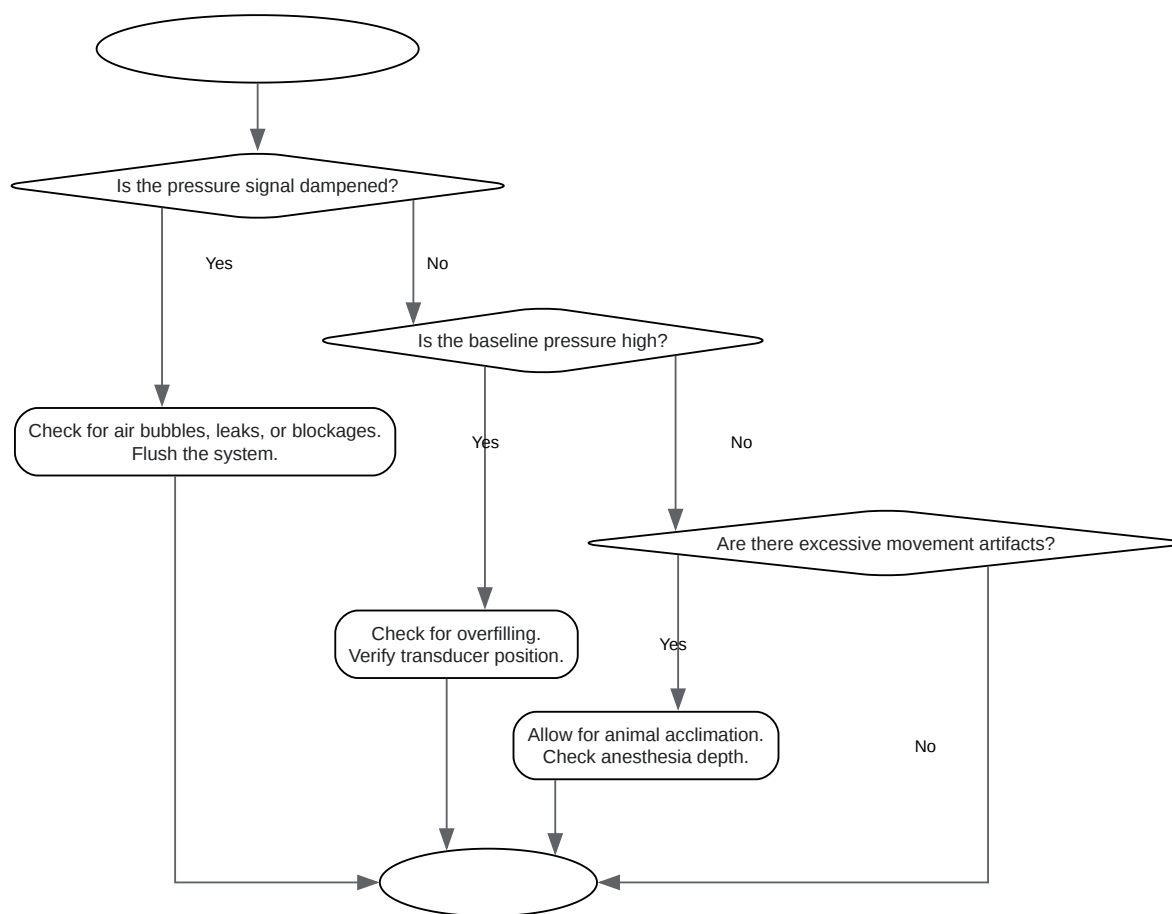 Is the pressure signal dampened?
Yes
No
Is the baseline pressure high?
Check for air bubbles, leaks, or blockages.
Flush the system.
Yes
No
Are there excessive movement artifacts?
Check for overfilling.
Verify transducer position.
Yes
Allow for animal acclimation.
Check anesthesia depth.
No